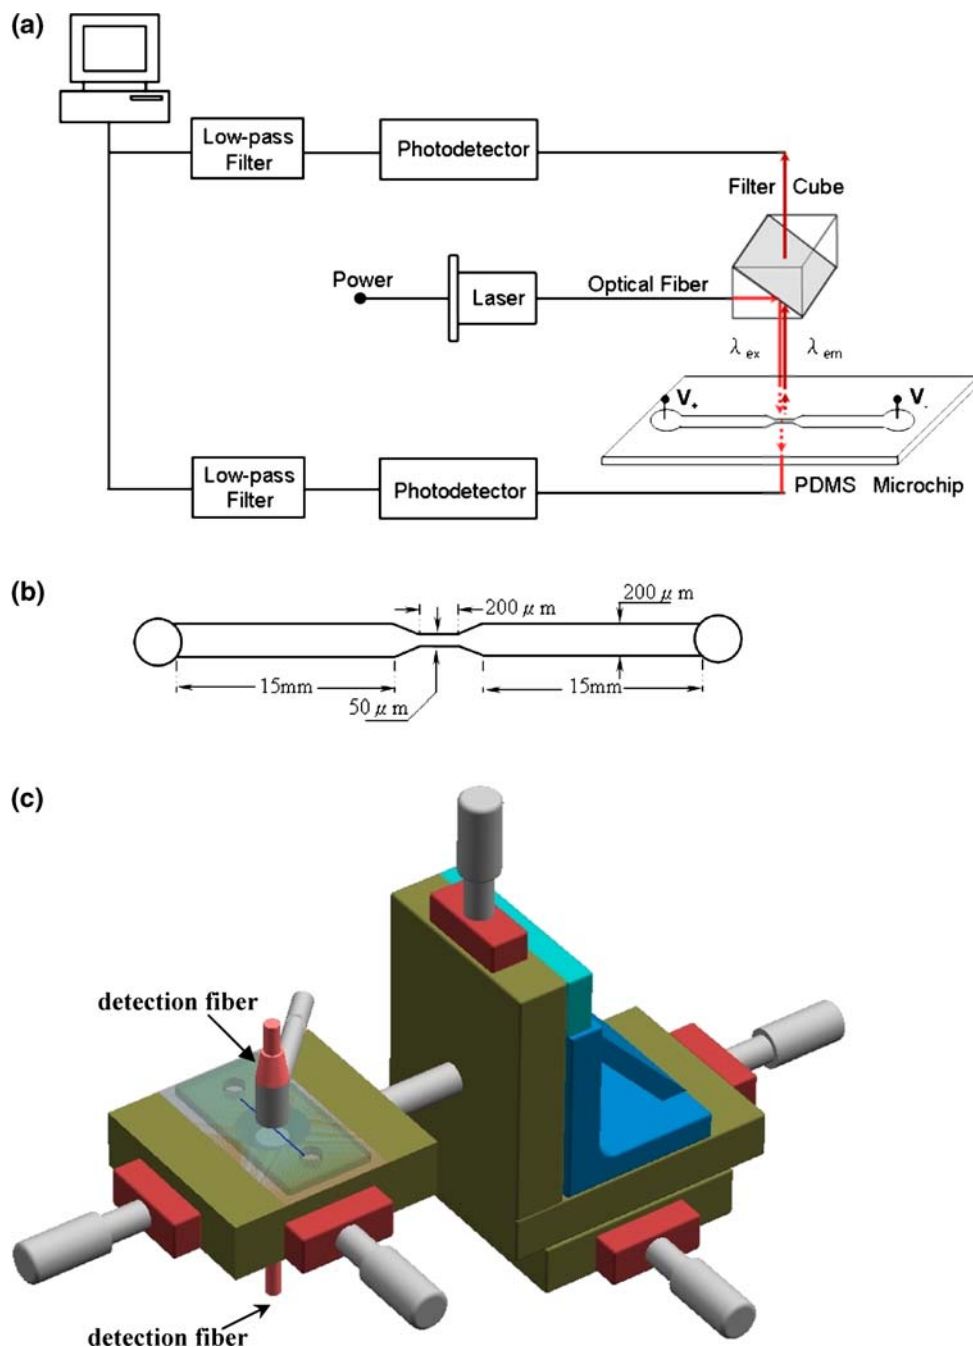 (a)
Low-pass
Filter
Photodetector
Filter Cube
Power
Laser
Optical Fiber
λ ex
λ em
V+
V-
Low-pass
Filter
Photodetector
PDMS Microchip
(b)
200 μ m
200 μ m
15mm
15mm
50 μ m
(c)
detection fiber
detection fiber